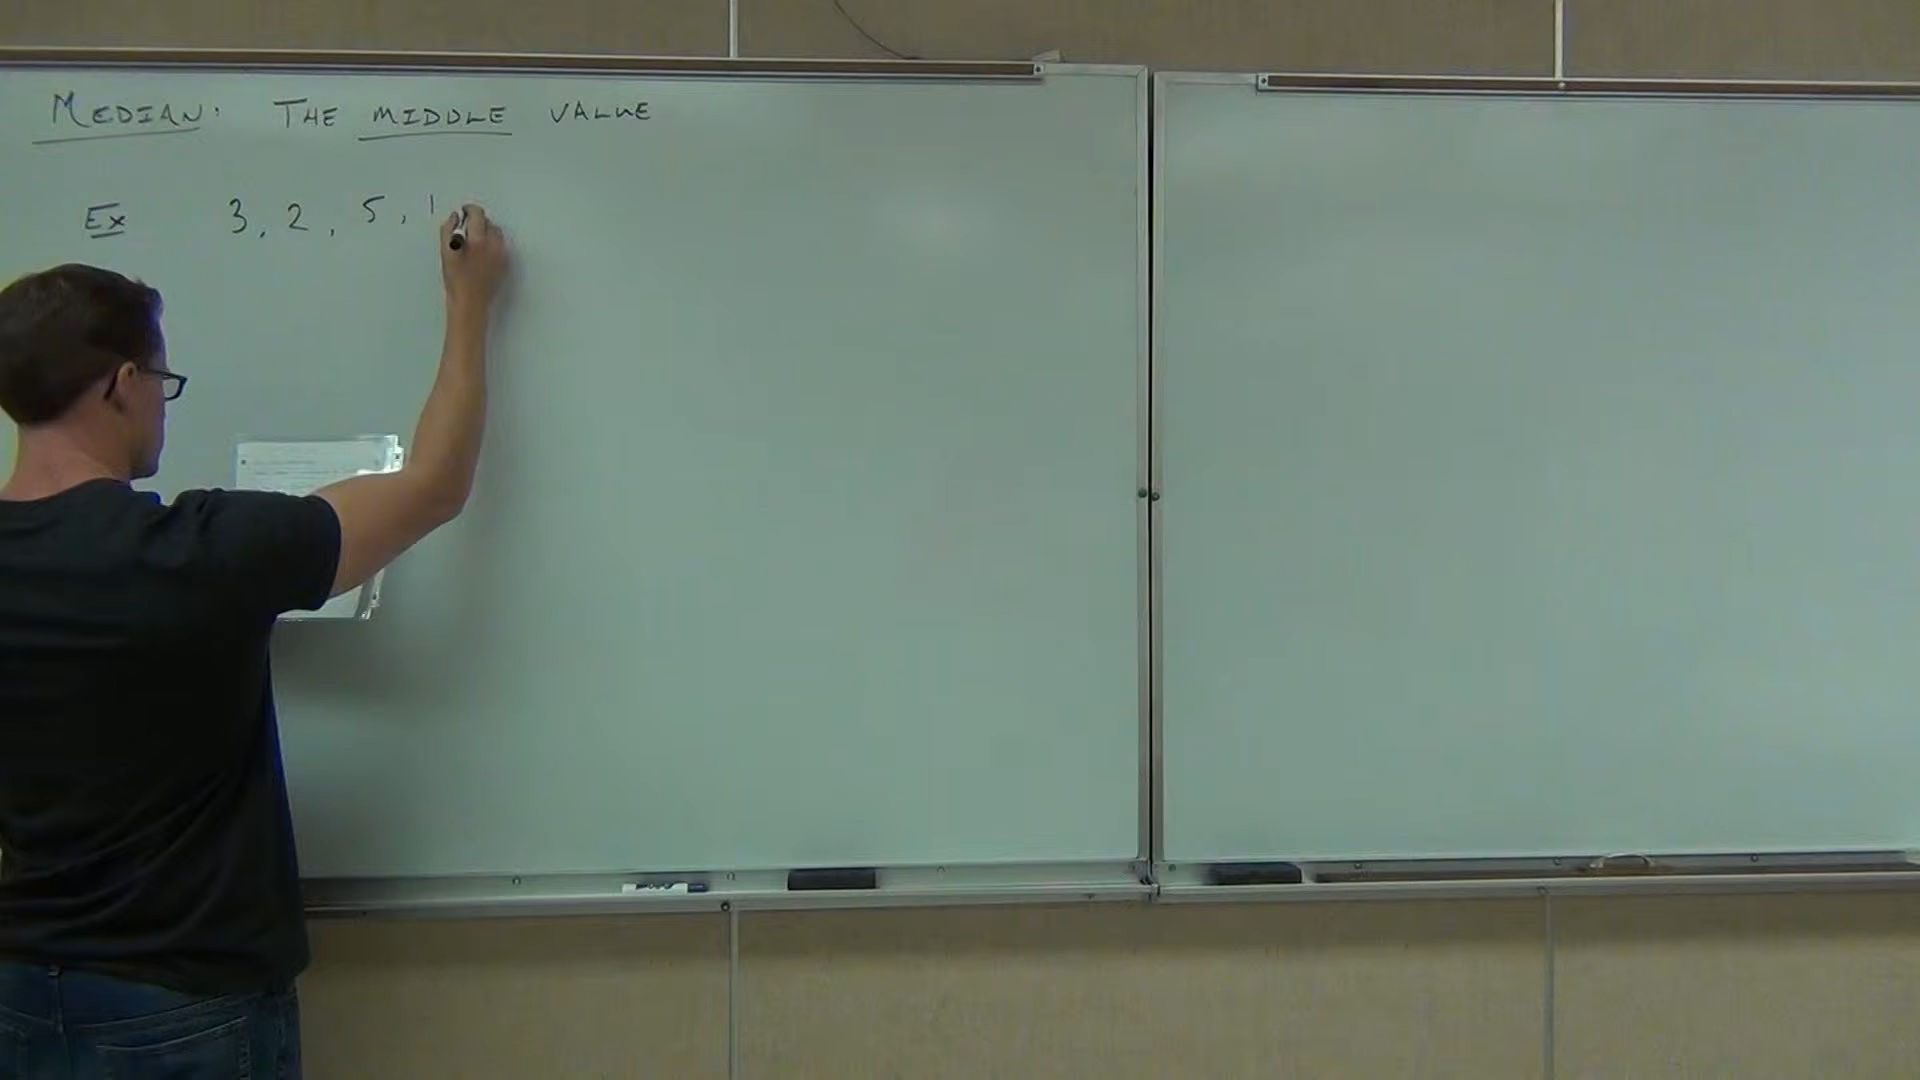 MEDIAN: THE MIDDLE VALUE
Ex 3, 2, 5, 1